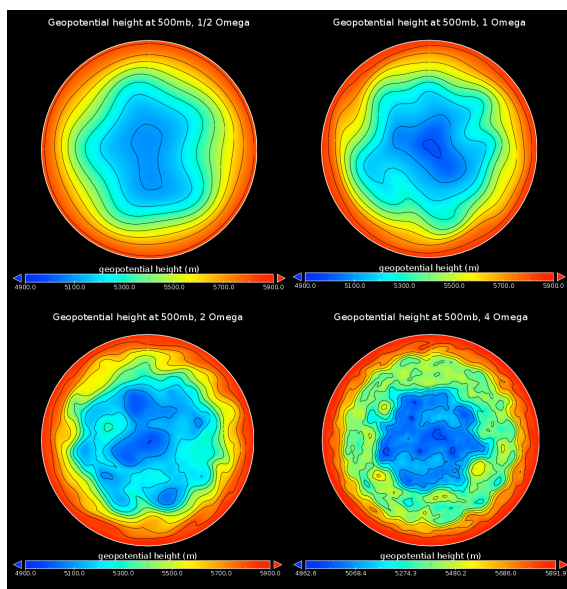 Geopotential height at 500mb, 1/2 Omega
Geopotential height at 500mb, 1 Omega
geopotential height (m)
geopotential height (m)
4900.0 5100.0 5300.0 5500.0 5700.0 5900.0
4900.0 5100.0 5300.0 5500.0 5700.0 5900.0
Geopotential height at 500mb, 2 Omega
Geopotential height at 500mb, 4 Omega
geopotential height (m)
geopotential height (m)
4900.0 5100.0 5300.0 5500.0 5700.0 5900.0
4862.6 5068.4 5274.3 5480.2 5686.0 5891.9